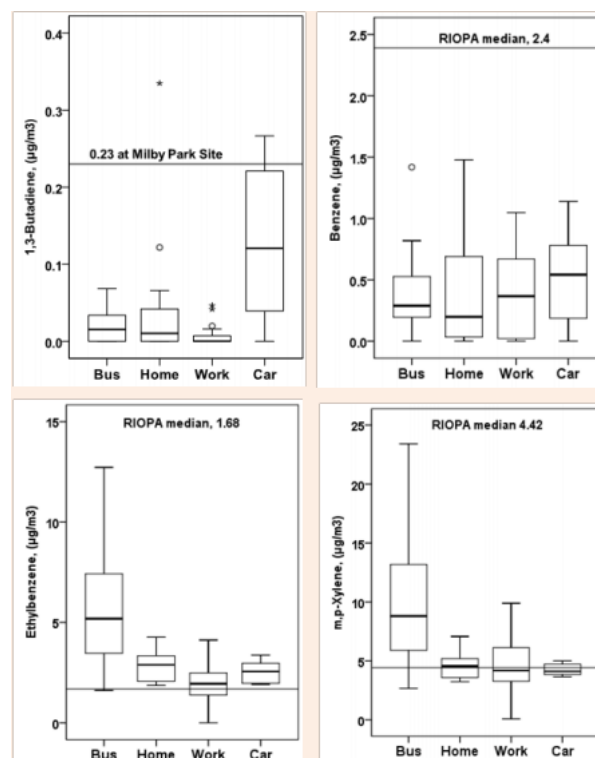 0.4
0.3
0.2
0.1
0.0
1,3-Butadiene, (µg/m3)
0.23 at Milby Park Site
*
*
Bus Home Work Car
2.5
2.0
1.5
1.0
0.5
0.0
Benzene, (µg/m3)
RIOPA median, 2.4
Bus Home Work Car
15
10
5
0
Ethylbenzene, (µg/m3)
RIOPA median, 1.68
Bus Home Work Car
25
20
15
10
5
0
m,p-Xylene, (µg/m3)
RIOPA median 4.42
Bus Home Work Car